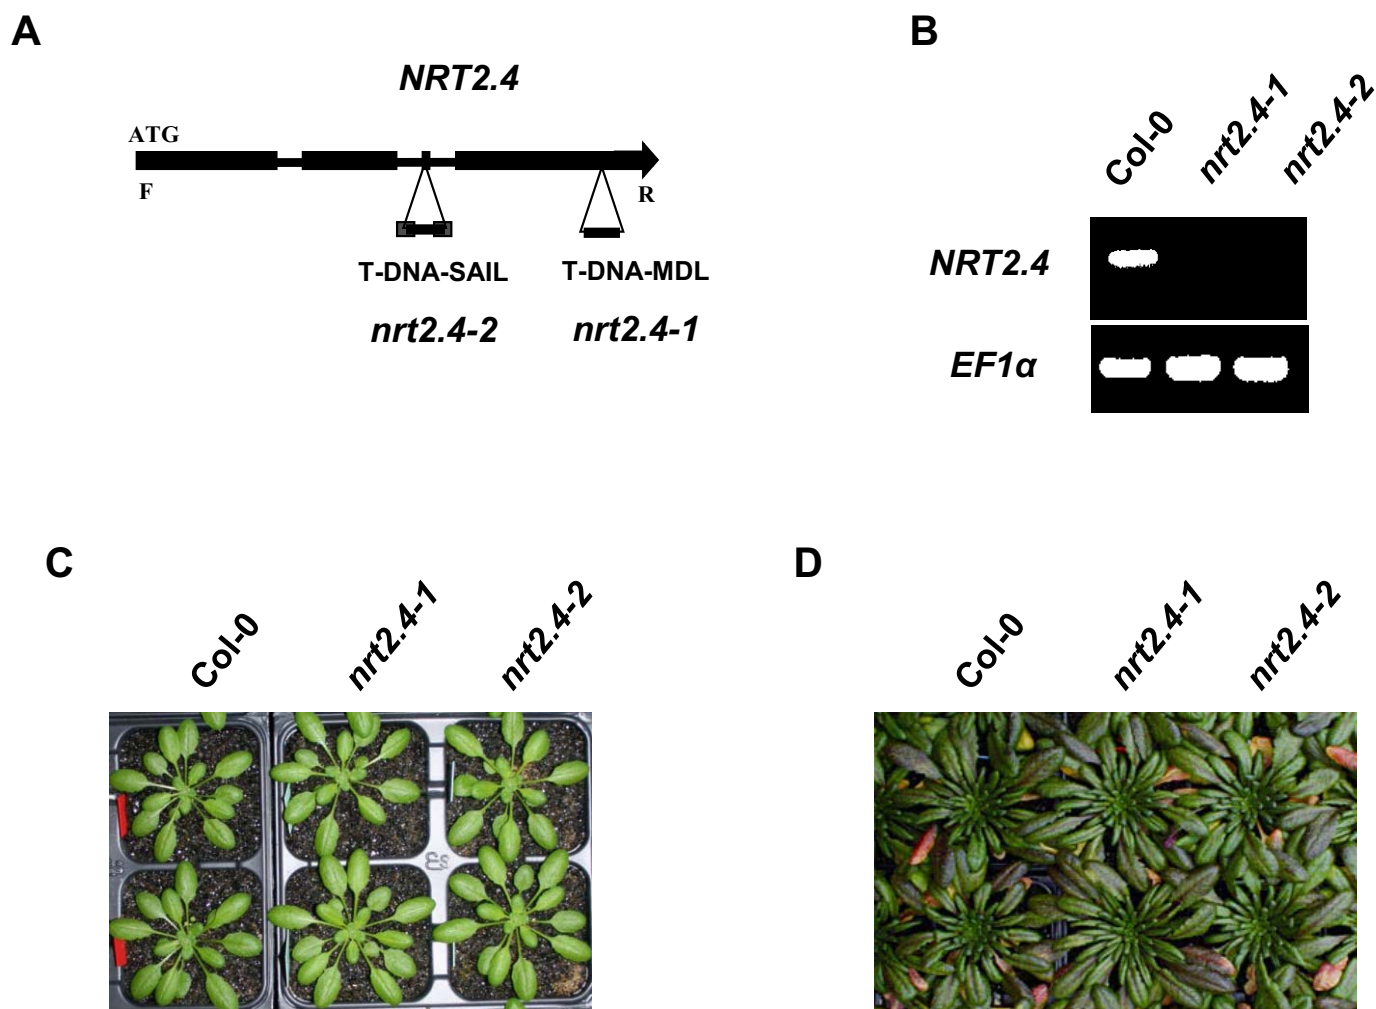 A
NRT2.4
ATG
F
R
T-DNA-SAIL
T-DNA-MDL
nrt2.4-2
nrt2.4-1
B
Col-0
nrt2.4-1
nrt2.4-2
NRT2.4
EF1α
C
Col-0
nrt2.4-1
nrt2.4-2
D
Col-0
nrt2.4-1
nrt2.4-2